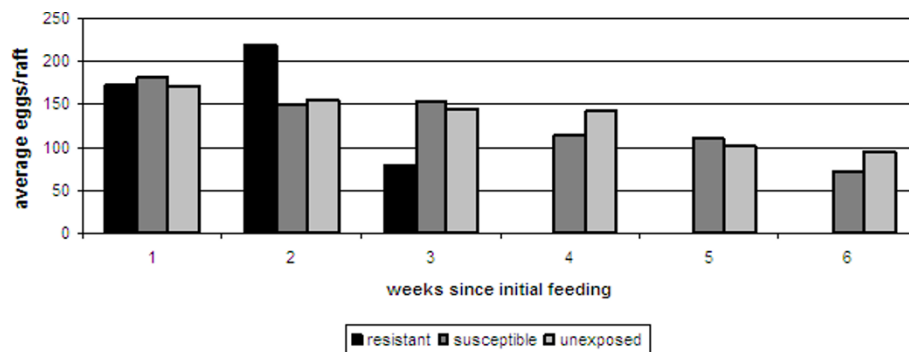 250
200
150
100
50
0
average eggs/raft
1 2 3 4 5 6
weeks since initial feeding
resistant susceptible unexposed